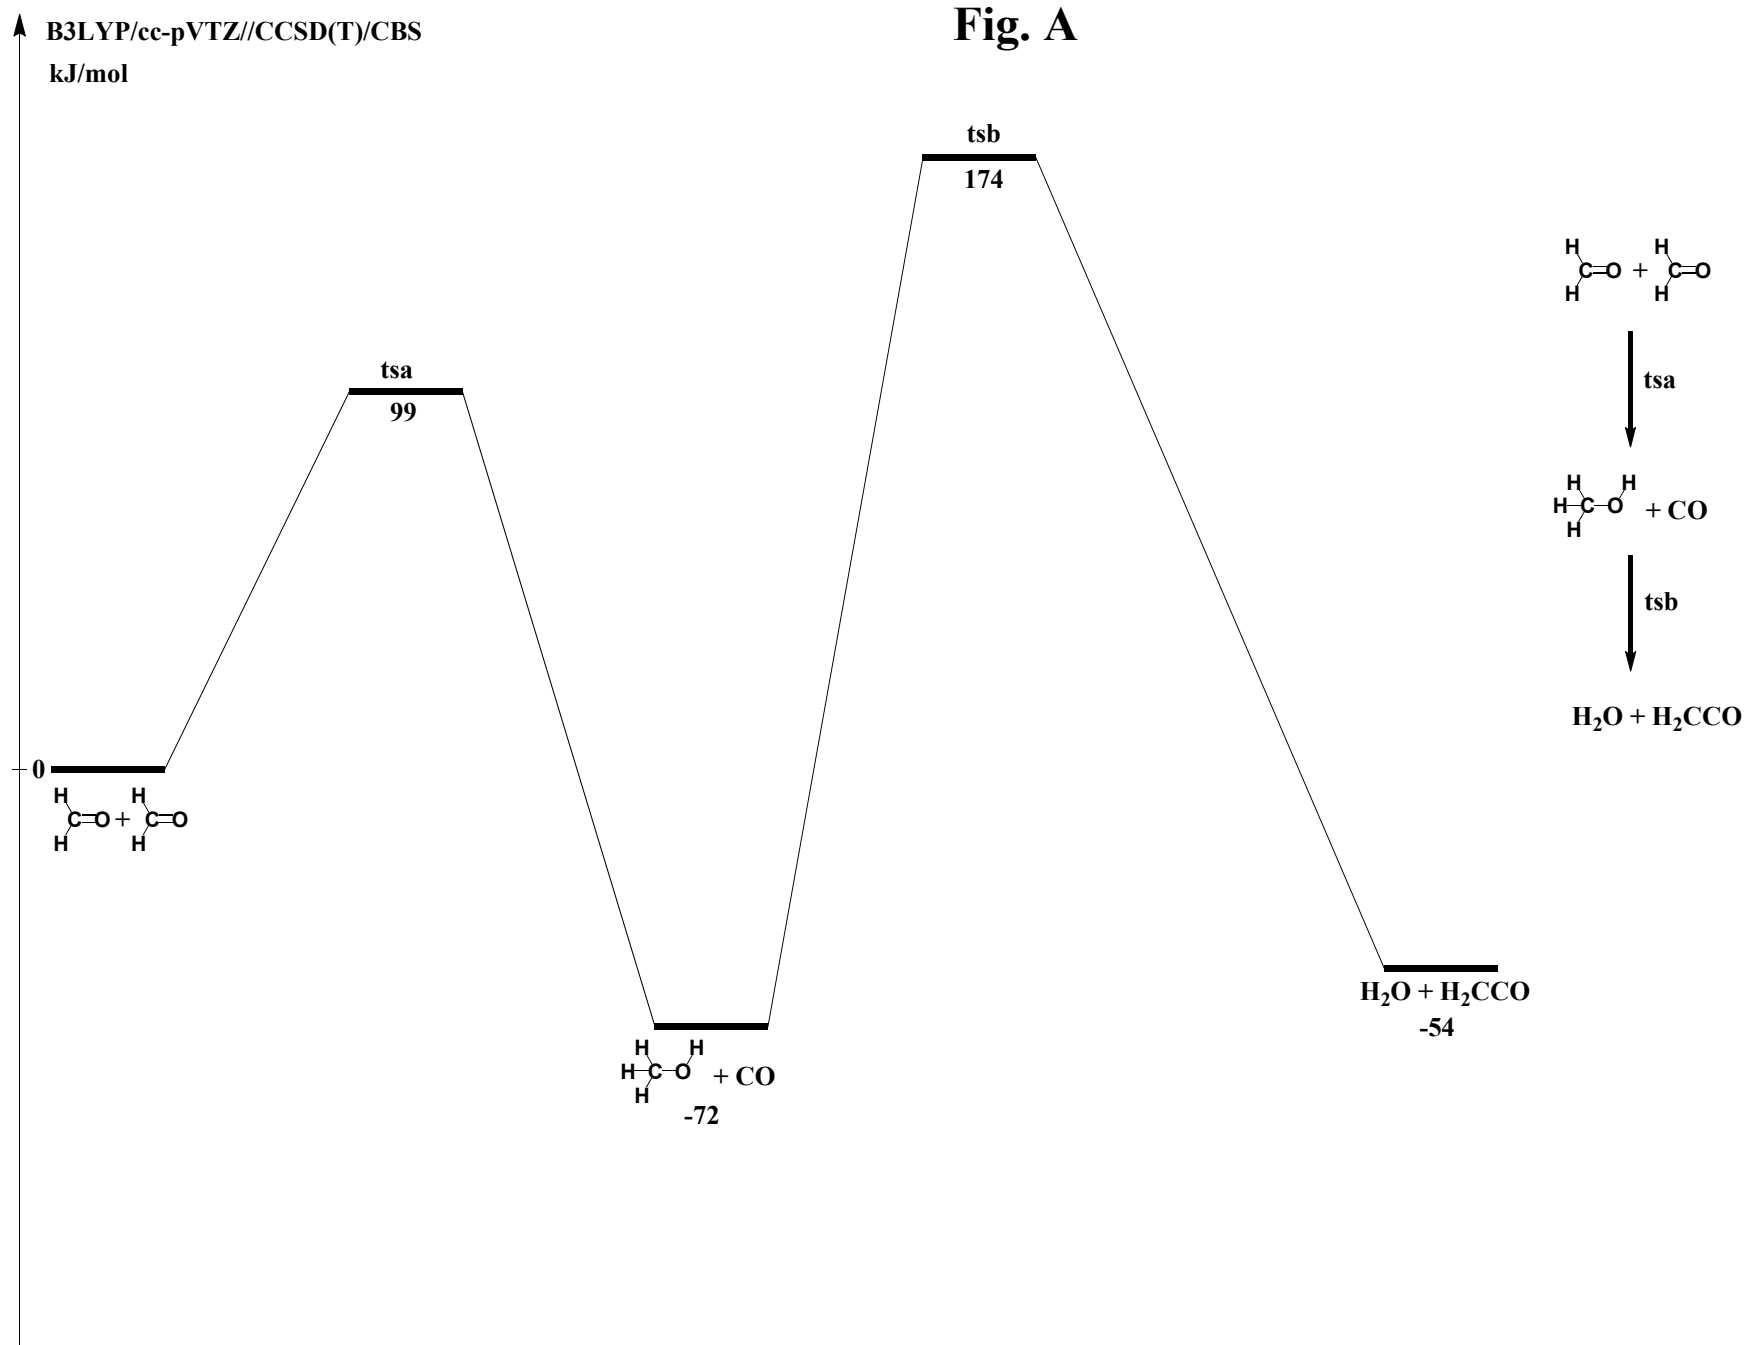 B3LYP/cc-pVTZ//CCSD(T)/CBS
kJ/mol
Fig. A
tsb
174
tsa
99
0
H H
C=O + C=O
H H
H H
H-C-O + CO
H
-72
H₂O + H₂CCO
-54
H H
C=O + C=O
H H
tsa
H H
H-C-O + CO
H
tsb
H₂O + H₂CCO